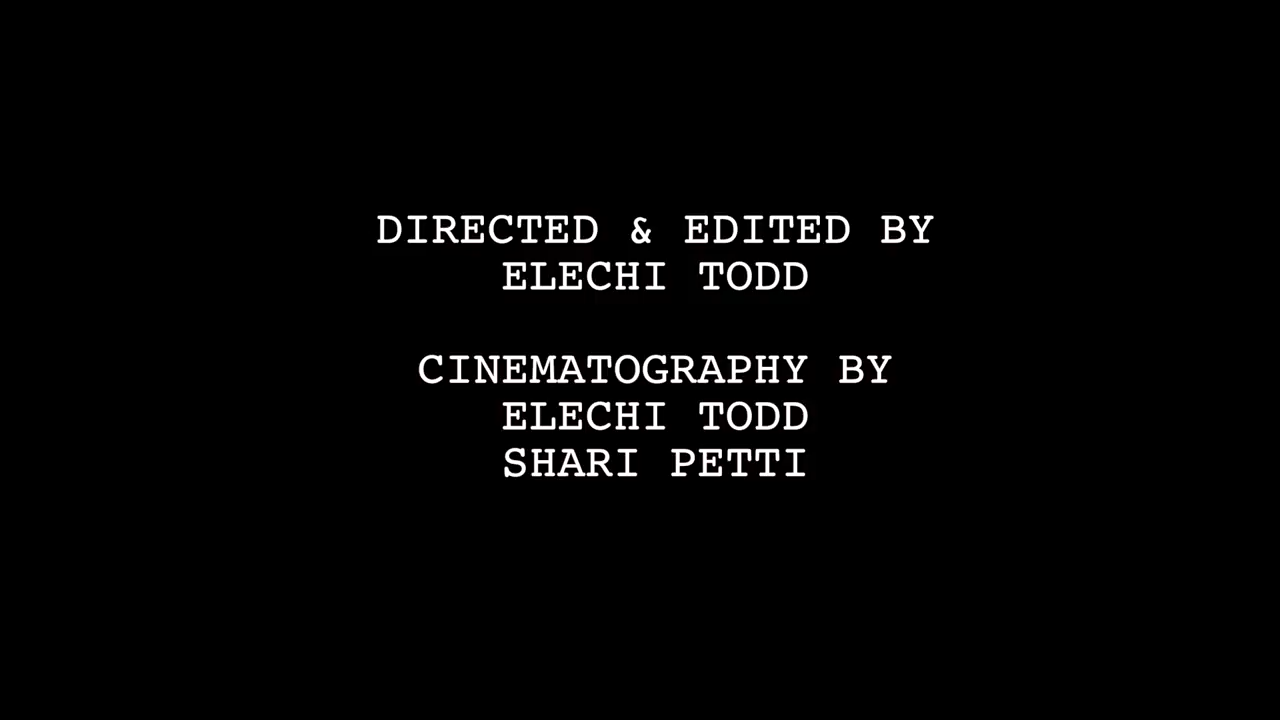 DIRECTED & EDITED BY
ELECHI TODD
CINEMATOGRAPHY BY
ELECHI TODD
SHARI PETTI